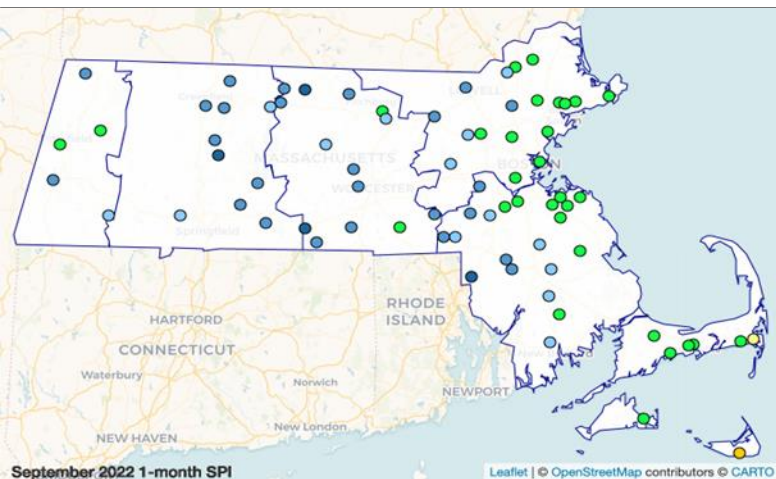 LOWELL
MASSACHUSETTS
BOSTON
WORCESTER
Springfield
RHODE
ISLAND
HARTFORD
CONNECTICUT
Waterbury
Norwich
NEWPORT
New London
NEW HAVEN
September 2022 1-month SPI
Leaflet | © OpenStreetMap contributors © CARTO